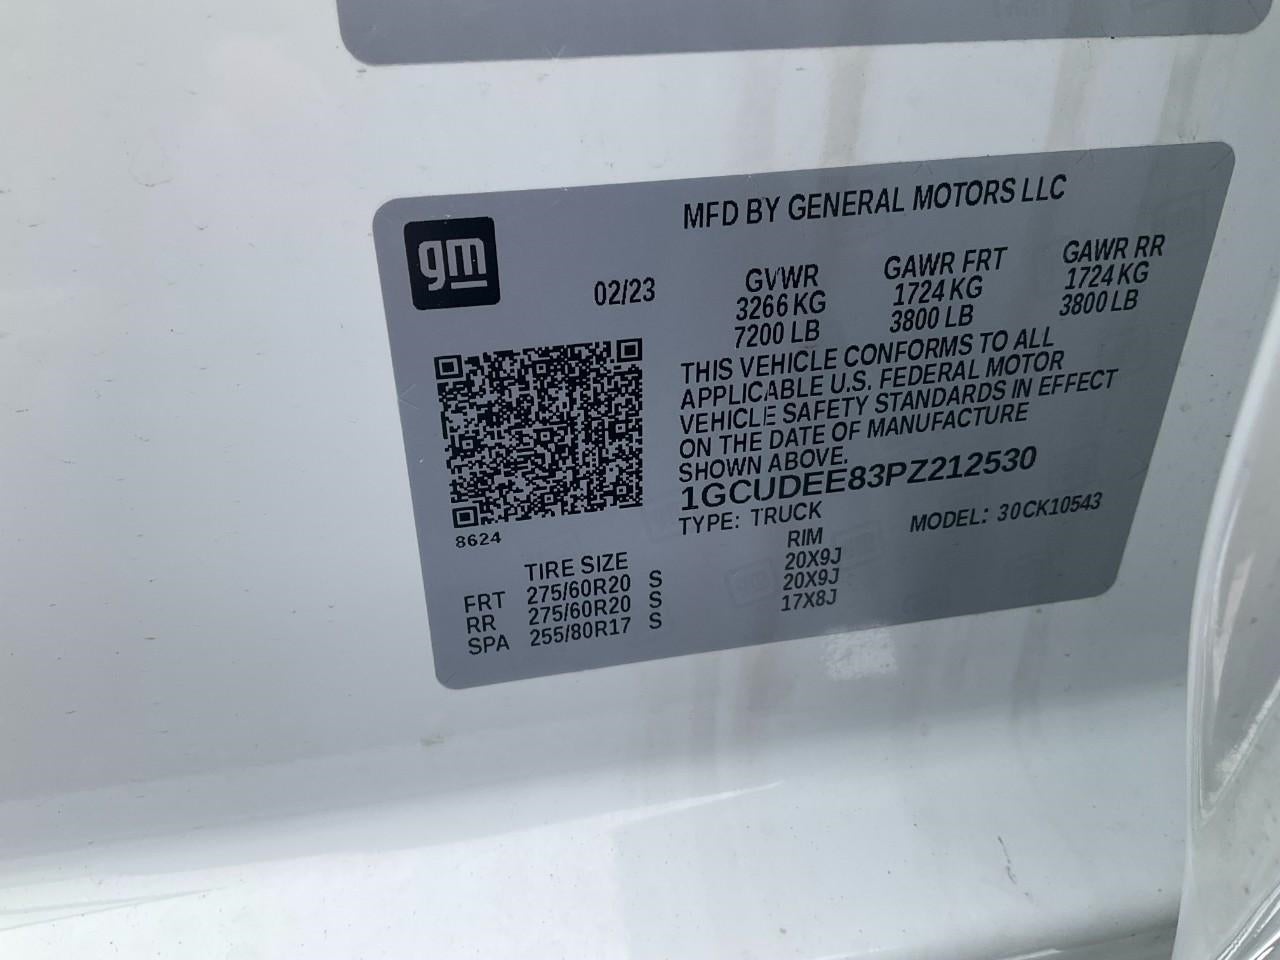 MFD BY GENERAL MOTORS LLC
gm
02/23
GVWR GAWR FRT GAWR RR
3266 KG 1724 KG 1724 KG
7200 LB 3800 LB 3800 LB
THIS VEHICLE CONFORMS TO ALL
APPLICABLE U.S. FEDERAL MOTOR
VEHICLE SAFETY STANDARDS IN EFFECT
ON THE DATE OF MANUFACTURE
SHOWN ABOVE.
1GCUDEE83PZ212530
TYPE: TRUCK MODEL: 30CK10543
8624
TIRE SIZE RIM
FRT 275/60R20 S 20X9J
RR 275/60R20 S 20X9J
SPA 255/80R17 S 17X8J